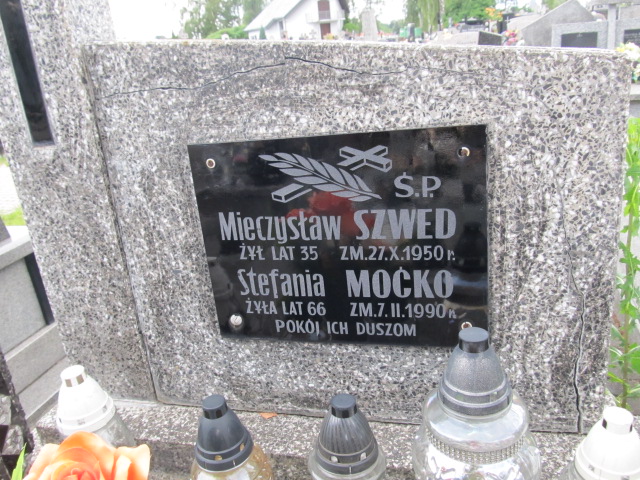 Ś.P.
Mieczysław SZWED
ŻYŁ LAT 35 ZM.27.X.1950 r.
Stefania MOĆKO
ŻYŁA LAT 66 ZM.7.II.1990 r.
POKÓJ ICH DUSZOM